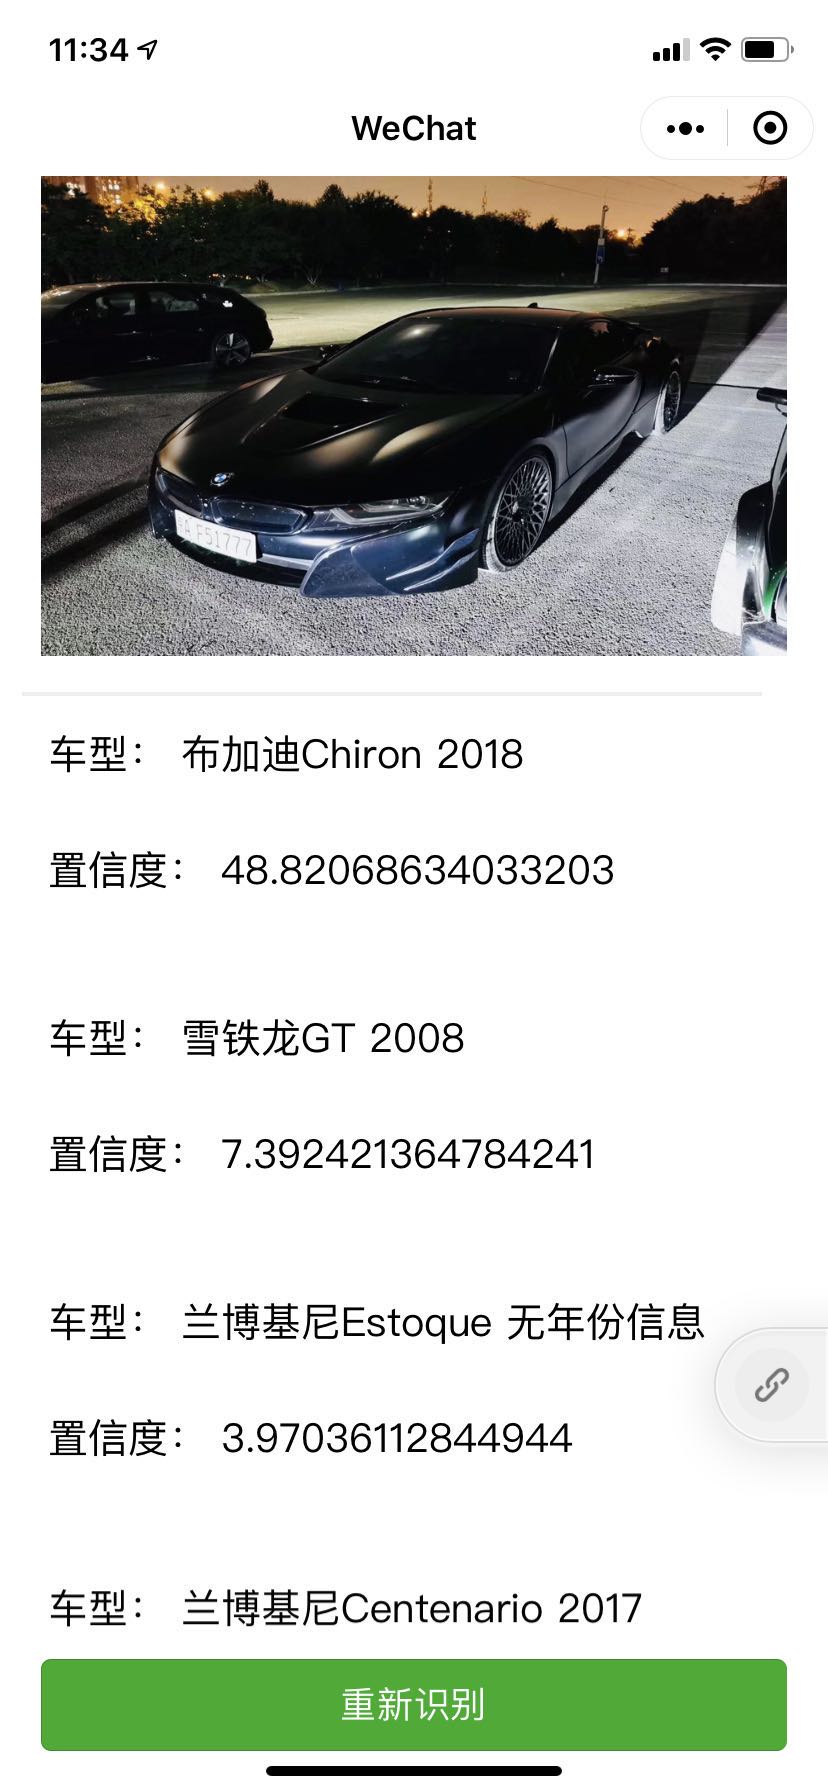 11:34
WeChat
A F51777
车型： 布加迪Chiron 2018
置信度： 48.82068634033203
车型： 雪铁龙GT 2008
置信度： 7.392421364784241
车型： 兰博基尼Estoque 无年份信息
置信度： 3.97036112844944
车型： 兰博基尼Centenario 2017
重新识别